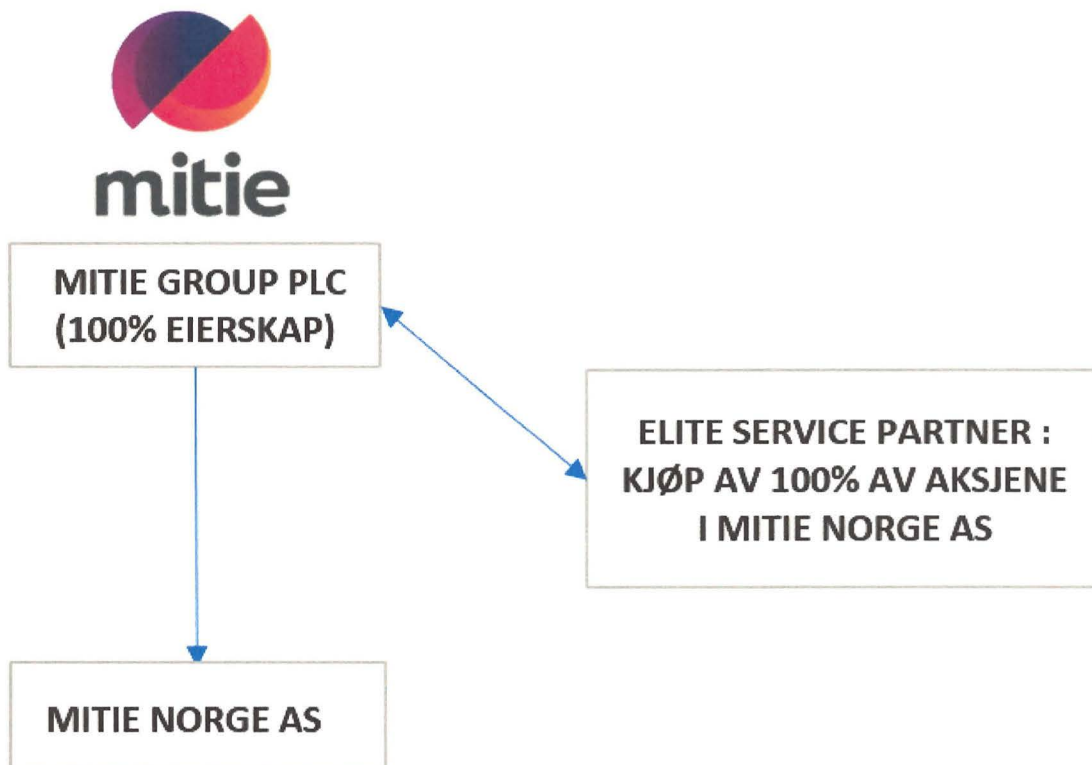 mitie
MITIE GROUP PLC
(100% EIERSKAP)
ELITE SERVICE PARTNER :
KJØP AV 100% AV AKSJENE
I MITIE NORGE AS
MITIE NORGE AS